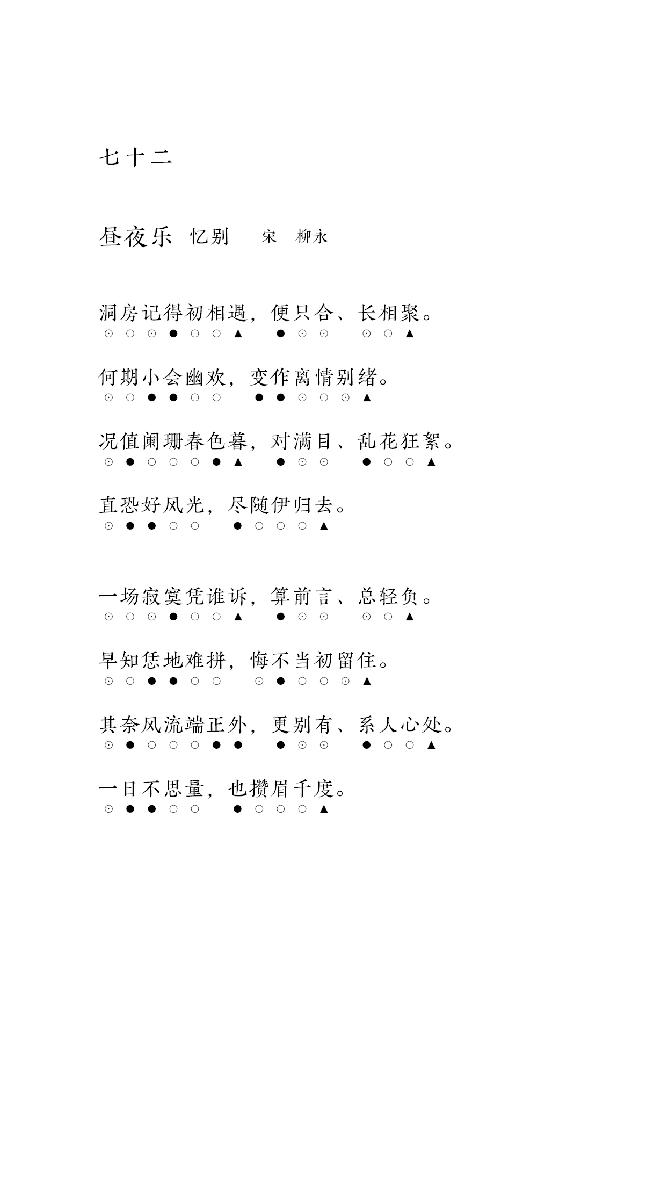 七十二
昼夜乐 忆别 宋 柳永
洞房记得初相遇，便只合、长相聚。
⊙○⊙●○○▲ ●⊙⊙ ⊙○▲
何期小会幽欢，变作离情别绪。
⊙○●●○○ ●●⊙○⊙▲
况值阑珊春色暮，对满目、乱花狂絮。
⊙●○○○●▲ ●⊙⊙ ●○○▲
直恐好风光，尽随伊归去。
⊙●●○○ ●○○○▲
一场寂寞凭谁诉，算前言、总轻负。
⊙○⊙●○○▲ ●⊙⊙ ⊙○▲
早知恁地难拼，悔不当初留住。
⊙○●●○○ ⊙●○○⊙▲
其奈风流端正外，更别有、系人心处。
⊙●○○○●● ●⊙⊙ ●○○▲
一日不思量，也攒眉千度。
⊙●●○○ ●○○○▲